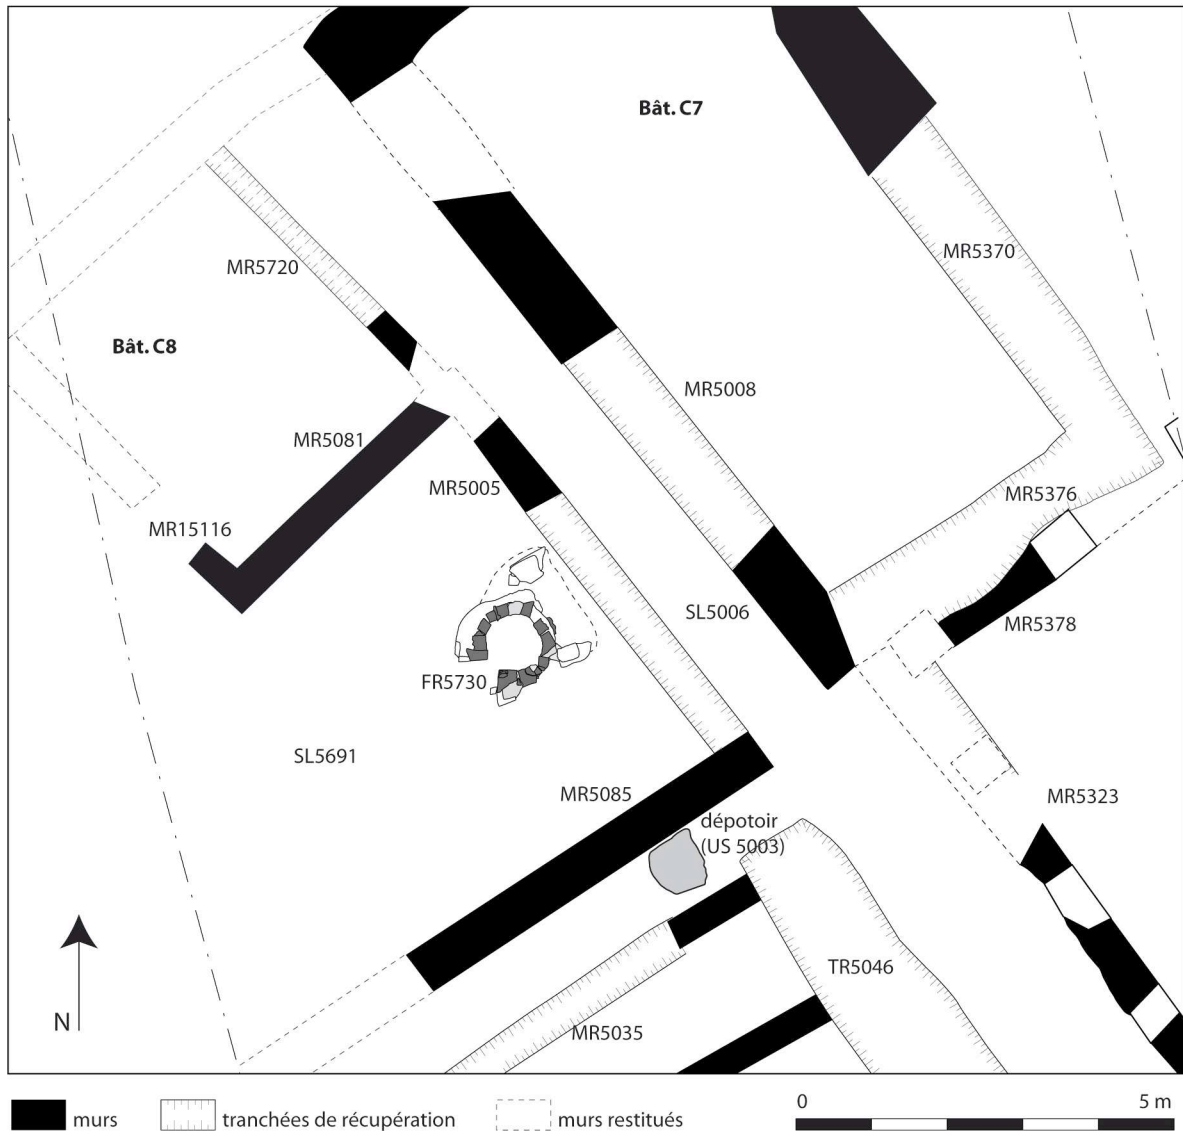 Bât. C7
MR5370
MR5720
Bât. C8
MR5008
MR5081
MR5005
MR5376
MR15116
SL5006
MR5378
FR5730
SL5691
MR5085
MR5323
dépotoir
(US 5003)
TR5046
N
MR5035
murs
tranchées de récupération
murs restitués
0
5 m